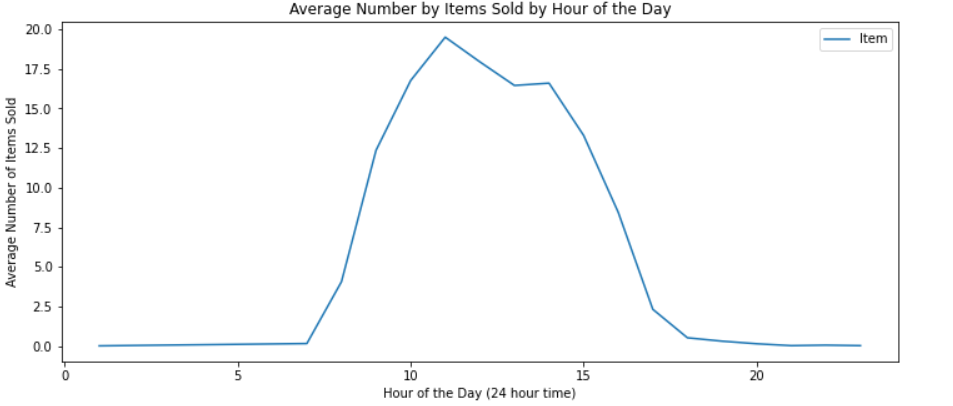 Average Number by Items Sold by Hour of the Day
Item
20.0
17.5
15.0
12.5
10.0
7.5
5.0
2.5
0.0
Average Number of Items Sold
0 5 10 15 20
Hour of the Day (24 hour time)